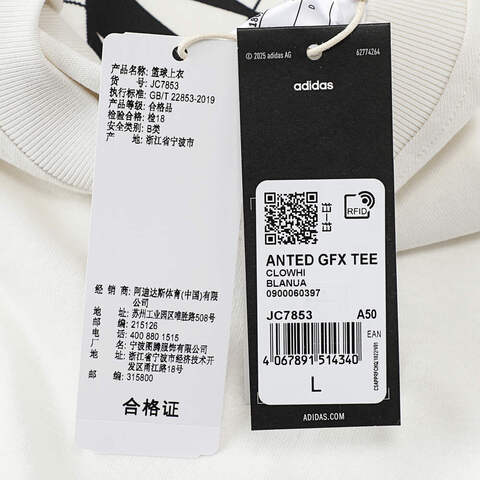 产品名称: 篮球上衣
货 号: JC7853
执行标准: GB/T 22853-2019
产品等级: 合格品
检验合格: 检18
安全类别: B类
产 地: 浙江省宁波市
经 销 商: 阿迪达斯体育(中国)有限
公司
地 址: 苏州工业园区唯胜路508号
邮 编: 215126
电 话: 400 880 1515
制 造 商: 宁波图腾服饰有限公司
地 址: 浙江省宁波市经济技术开
发区甬江南路18号
邮 编: 315800
合格证
© 2025 adidas AG
62774264
adidas
RFID
ANTED GFX TEE
CLOWHI
BLANUA
0900060397
JC7853 A50
EAN
4 067891 514340
L
ADIDAS.COM